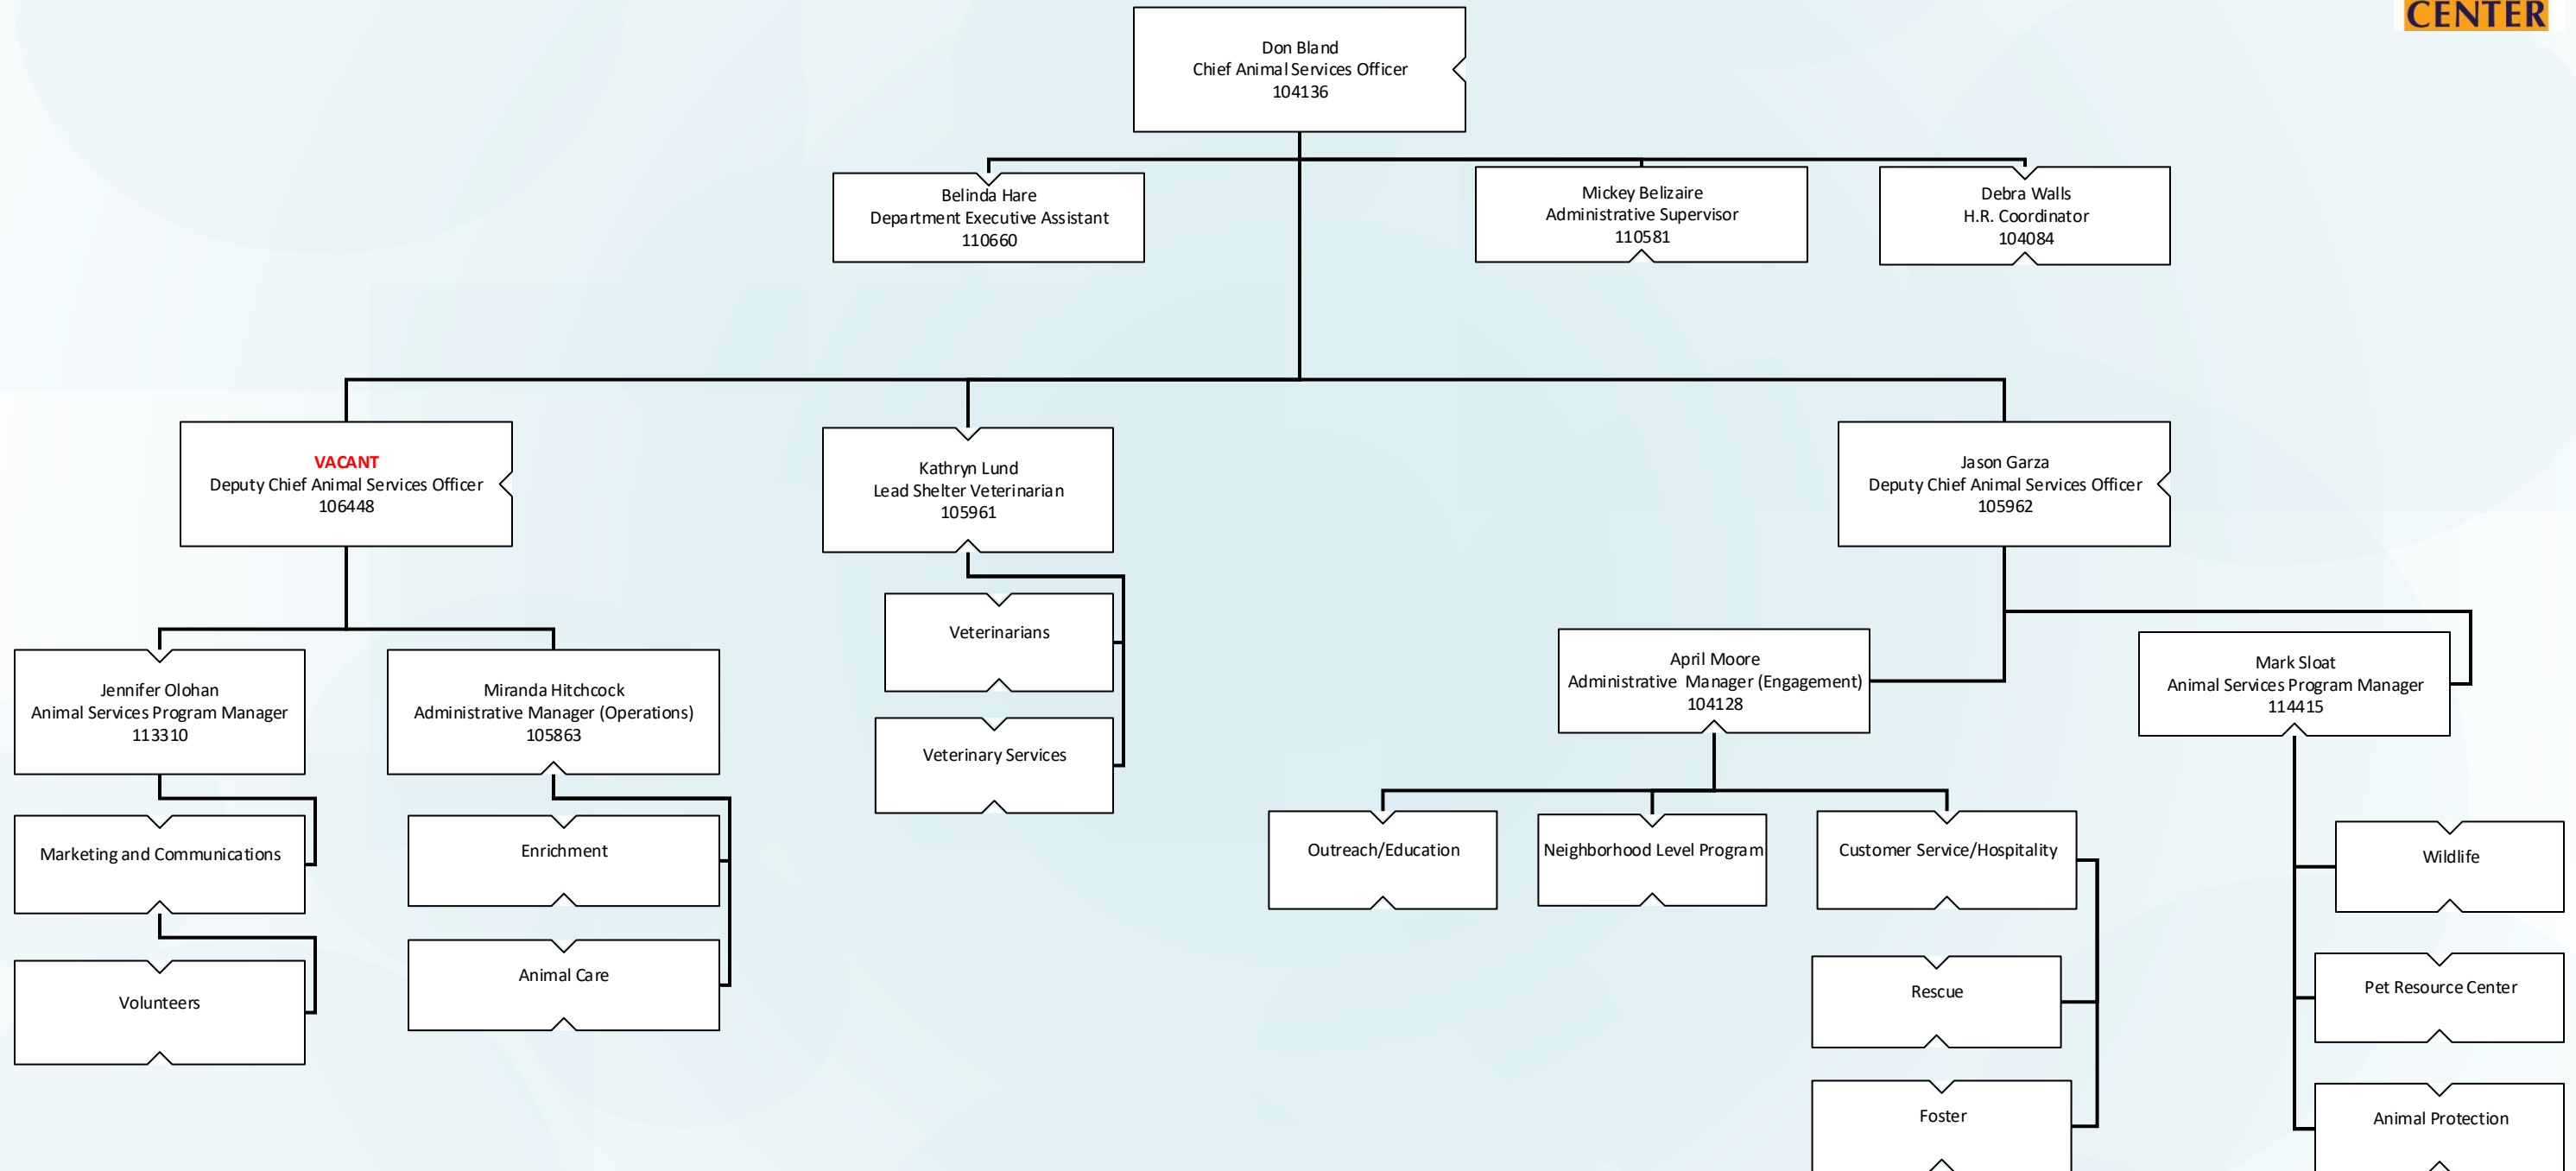 CENTER
Don Bland
Chief Animal Services Officer
104136
Belinda Hare
Department Executive Assistant
110660
Mickey Belizaire
Administrative Supervisor
110581
Debra Walls
H.R. Coordinator
104084
VACANT
Deputy Chief Animal Services Officer
106448
Kathryn Lund
Lead Shelter Veterinarian
105961
Jason Garza
Deputy Chief Animal Services Officer
105962
Jennifer Olohan
Animal Services Program Manager
113310
Miranda Hitchcock
Administrative Manager (Operations)
105863
Veterinarians
Veterinary Services
April Moore
Administrative Manager (Engagement)
104128
Mark Sloat
Animal Services Program Manager
114415
Marketing and Communications
Volunteers
Enrichment
Animal Care
Outreach/Education
Neighborhood Level Program
Customer Service/Hospitality
Rescue
Foster
Wildlife
Pet Resource Center
Animal Protection